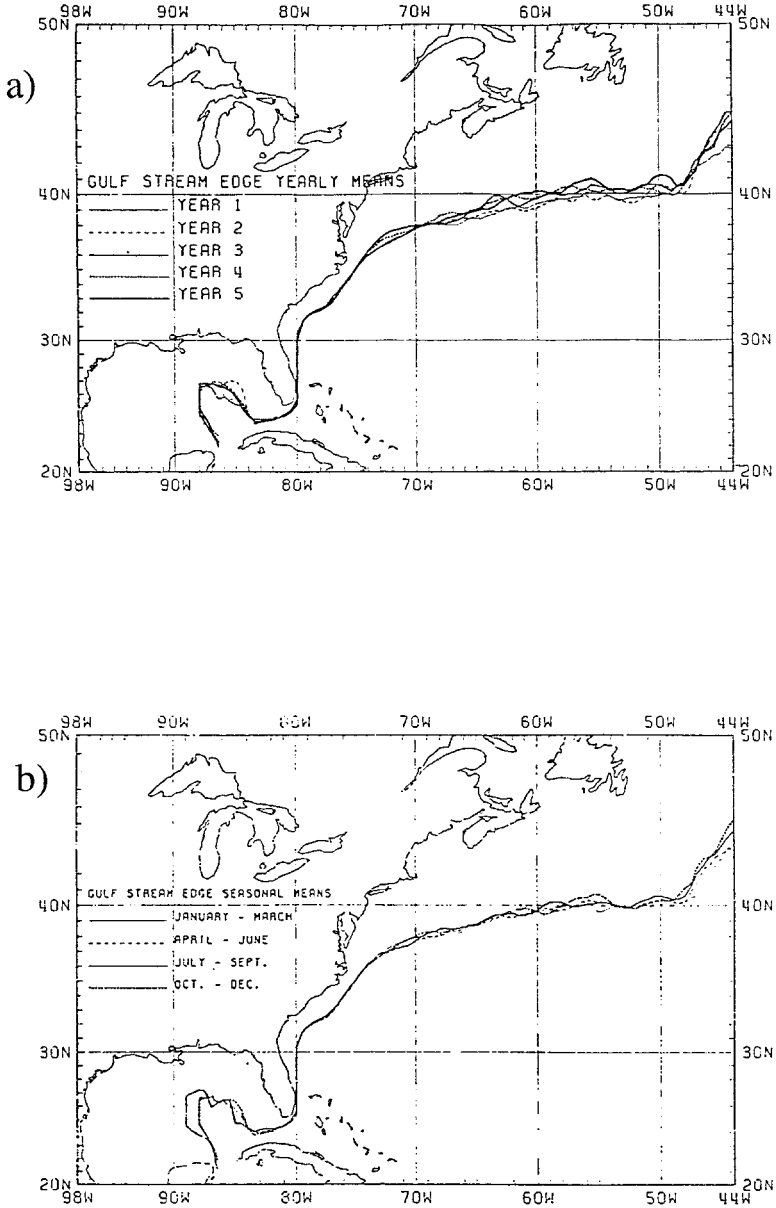 98W 90W 80W 70W 60W 50W 44W
50N 50N
a)
GULF STREAM EDGE YEARLY MEANS
40N 40N
YEAR 1
YEAR 2
YEAR 3
YEAR 4
YEAR 5
30N 30N
20N 20N
98W 90W 80W 70W 60W 50W 44W
98W 90W 80W 70W 60W 50W 44W
50N 50N
b)
GULF STREAM EDGE SEASONAL MEANS
40N 40N
JANUARY - MARCH
APRIL - JUNE
JULY - SEPT.
OCT. - DEC.
30N 30N
20N 20N
98W 90W 80W 70W 60W 50W 44W